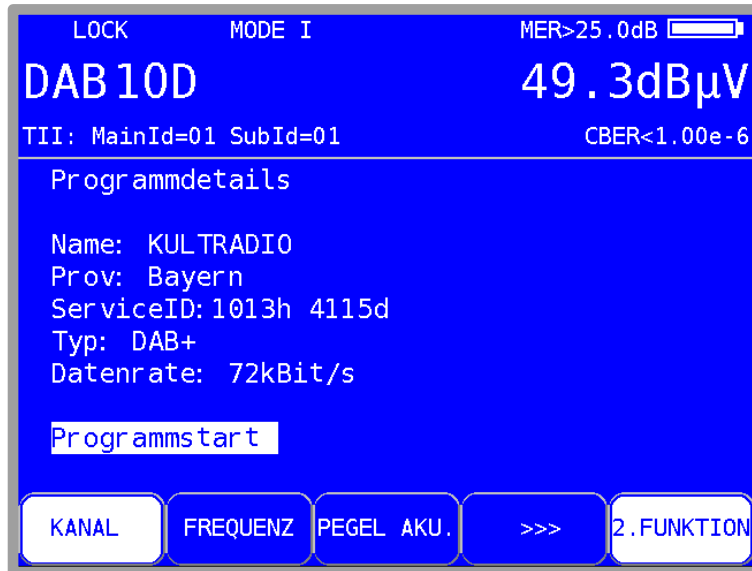 LOCK MODE I MER>25.0dB
DAB10D 49.3dBµV
TII: MainId=01 SubId=01 CBER<1.00e-6
Programmdetails
Name: KULTRADIO
Prov: Bayern
ServiceID:1013h 4115d
Typ: DAB+
Datenrate: 72kBit/s
Programmstart
KANAL FREQUENZ PEGEL AKU. >>> 2.FUNKTION